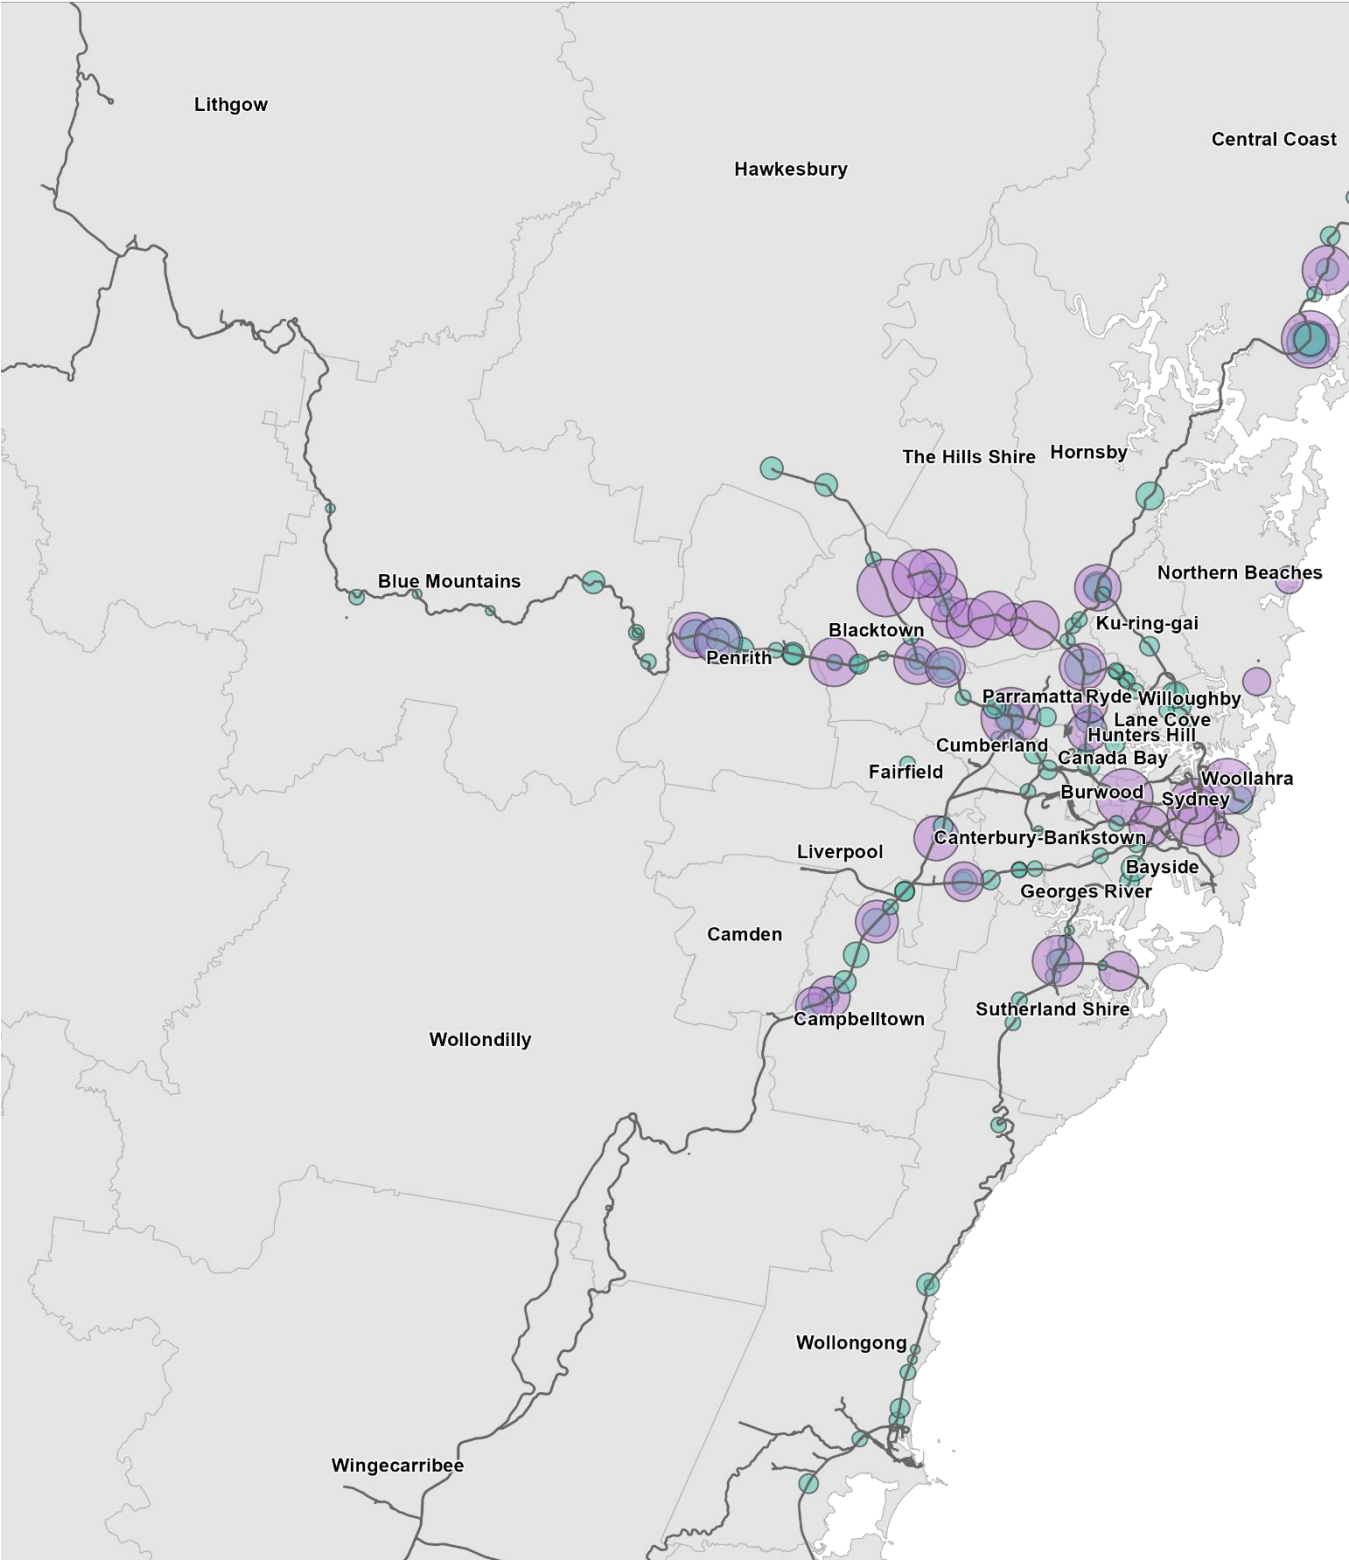 Lithgow
Central Coast
Hawkesbury
The Hills Shire
Hornsby
Northern Beaches
Blue Mountains
Ku-ring-gai
Blacktown
Penrith
Parramatta
Ryde
Willoughby
Lane Cove
Hunters Hill
Cumberland
Canada Bay
Fairfield
Woollahra
Burwood
Sydney
Canterbury-Bankstown
Liverpool
Bayside
Georges River
Camden
Sutherland Shire
Campbelltown
Wollondilly
Wollongong
Wingecarribee